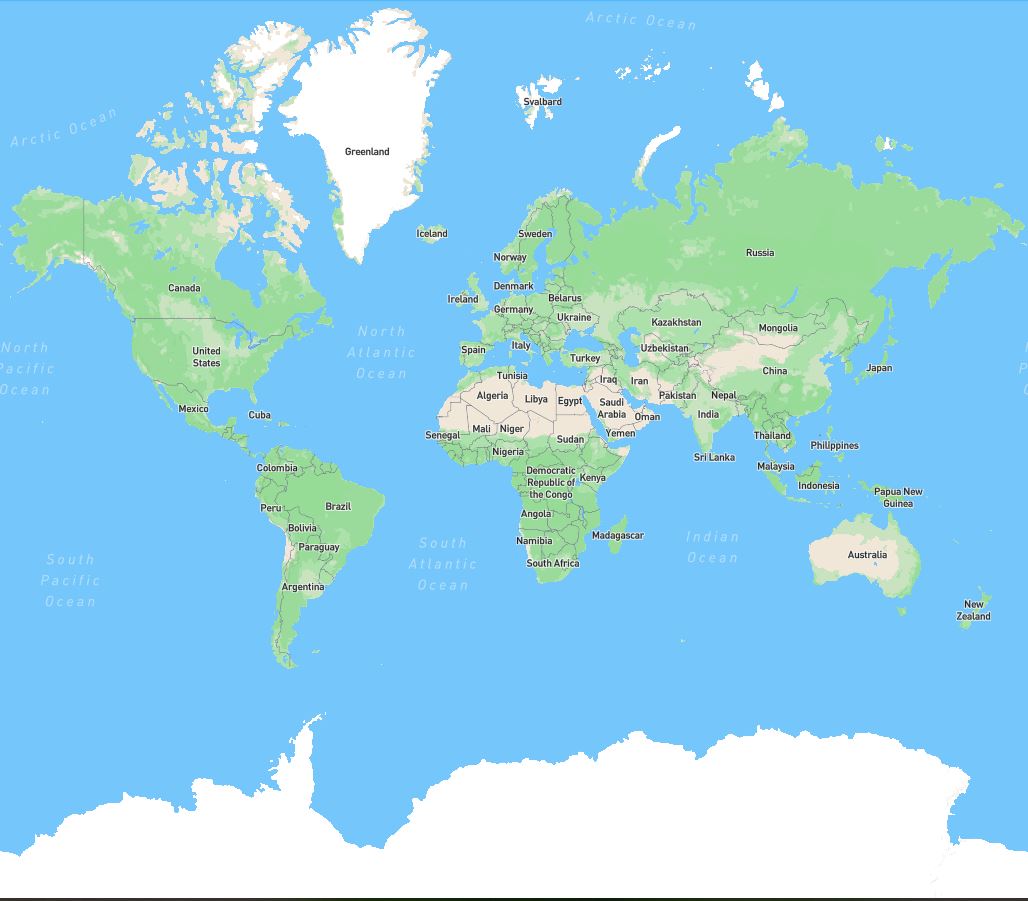 Arctic Ocean
Svalbard
Arctic Ocean
Greenland
Iceland
Sweden
Russia
Norway
Canada
Denmark
Ireland
Belarus
Germany
Ukraine
Kazakhstan
Mongolia
North
Atlantic
Ocean
North
Pacific
Ocean
United
States
Spain
Italy
Turkey
Uzbekistan
China
Japan
P
Tunisia
Algeria
Libya
Egypt
Iraq
Iran
Pakistan
Nepal
Saudi
Arabia
Oman
India
Mexico
Cuba
Senegal
Mali
Niger
Sudan
Yemen
Thailand
Philippines
Nigeria
Sri Lanka
Colombia
Democratic
Republic of
the Congo
Kenya
Malaysia
Indonesia
Papua New
Guinea
Peru
Brazil
Angola
Bolivia
Paraguay
Namibia
Madagascar
South
Atlantic
Ocean
Indian
Ocean
Australia
South
Pacific
Ocean
South Africa
Argentina
New
Zealand